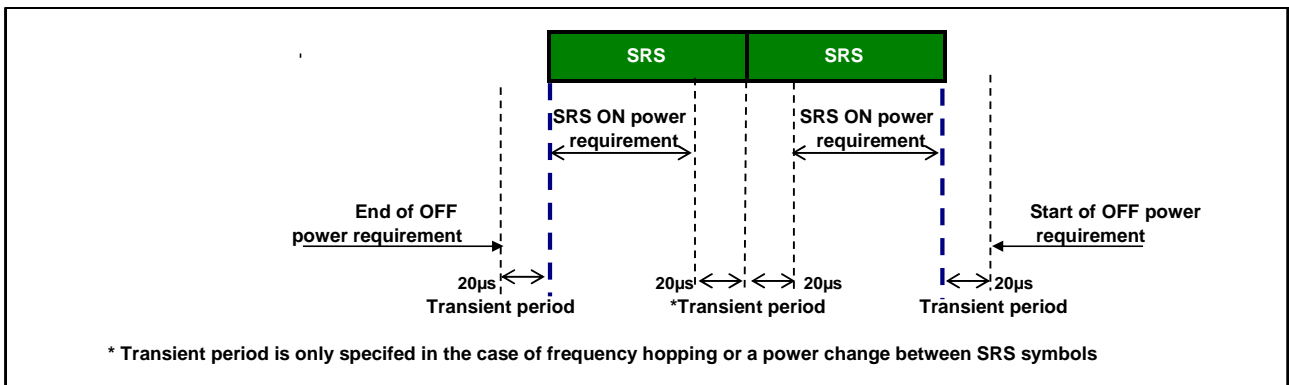 SRS SRS
SRS ON power requirement
SRS ON power requirement
End of OFF power requirement
Start of OFF power requirement
20µs
Transient period
20µs 20µs
*Transient period
20µs
Transient period
* Transient period is only specifed in the case of frequency hopping or a power change between SRS symbols